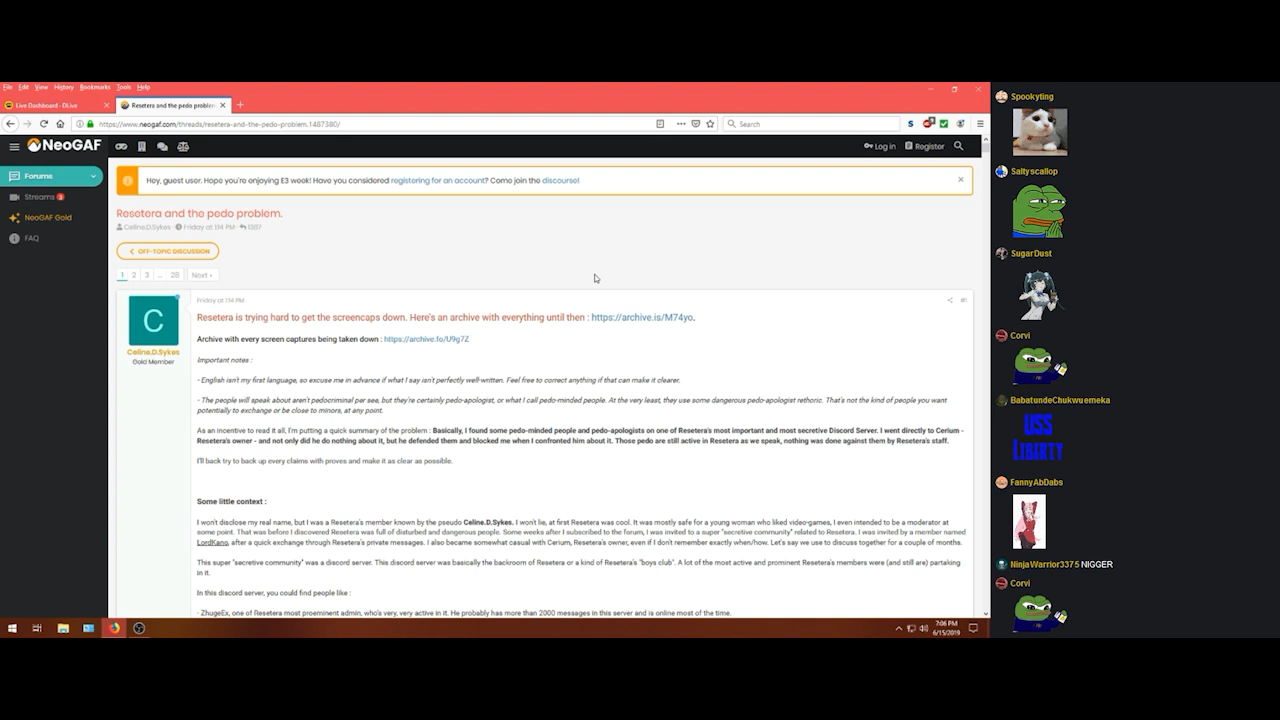 File Edit View History Bookmarks Tools Help
Live Dashboard - DLive
Resetera and the pedo problem
https://www.neogaf.com/threads/resetera-and-the-pedo-problem.1487380/
Search
NeoGAF
Log in Register
Forums
Streams 3
NeoGAF Gold
FAQ
Hey, guest user. Hope you're enjoying E3 week! Have you considered registering for an account? Come join the discourse!
Resetera and the pedo problem.
Celine.D.Sykes Friday at 1:14 PM 1387
OFF-TOPIC DISCUSSION
1 2 3 ... 28 Next
C
Celine.D.Sykes
Gold Member
Friday at 1:14 PM
#1
Resetera is trying hard to get the screencaps down. Here's an archive with everything until then : https://archive.is/M74yo.
Archive with every screen captures being taken down : https://archive.fo/U9g7Z
Important notes :
- English isn't my first language, so excuse me in advance if what I say isn't perfectly well-written. Feel free to correct anything if that can make it clearer.
- The people will speak about aren't pedocriminal per see, but they're certainly pedo-apologist, or what I call pedo-minded people. At the very least, they use some dangerous pedo-apologist rethoric. That's not the kind of people you want
potentially to exchange or be close to minors, at any point.
As an incentive to read it all, I'm putting a quick summary of the problem : Basically, I found some pedo-minded people and pedo-apologists on one of Resetera's most important and most secretive Discord Server. I went directly to Cerium -
Resetera's owner - and not only did he do nothing about it, but he defended them and blocked me when I confronted him about it. Those pedo are still active in Resetera as we speak, nothing was done against them by Resetera's staff.
I'll back try to back up every claims with proves and make it as clear as possible.
Some little context :
I won't disclose my real name, but I was a Resetera's member known by the pseudo Celine.D.Sykes. I won't lie, at first Resetera was cool. It was mostly safe for a young woman who liked video-games, I even intended to be a moderator at
some point. That was before I discovered Resetera was full of disturbed and dangerous people. Some weeks after I subscribed to the forum, I was invited to a super "secretive community" related to Resetera. I was invited by a member named
LordKano, after a quick exchange through Resetera's private messages. I also became somewhat casual with Cerium, Resetera's owner, even if I don't remember exactly when/how. Let's say we use to discuss together for a couple of months.
This super "secretive community" was a discord server. This discord server was basically the backroom of Resetera or a kind of Resetera's "boys club". A lot of the most active and prominent Resetera's members were (and still are) partaking
in it.
In this discord server, you could find people like :
- ZhugeEx, one of Resetera most proeminent admin, who's very, very active in it. He probably has more than 2000 messages in this server and is online most of the time.
7:06 PM
6/15/2019
Spookyting
Saltyscallop
SugarDust
Corvi
BabatundeChukwuemeka
USS
LIBERTY
FannyAbDabs
NinjaWarrior3375 NIGGER
Corvi